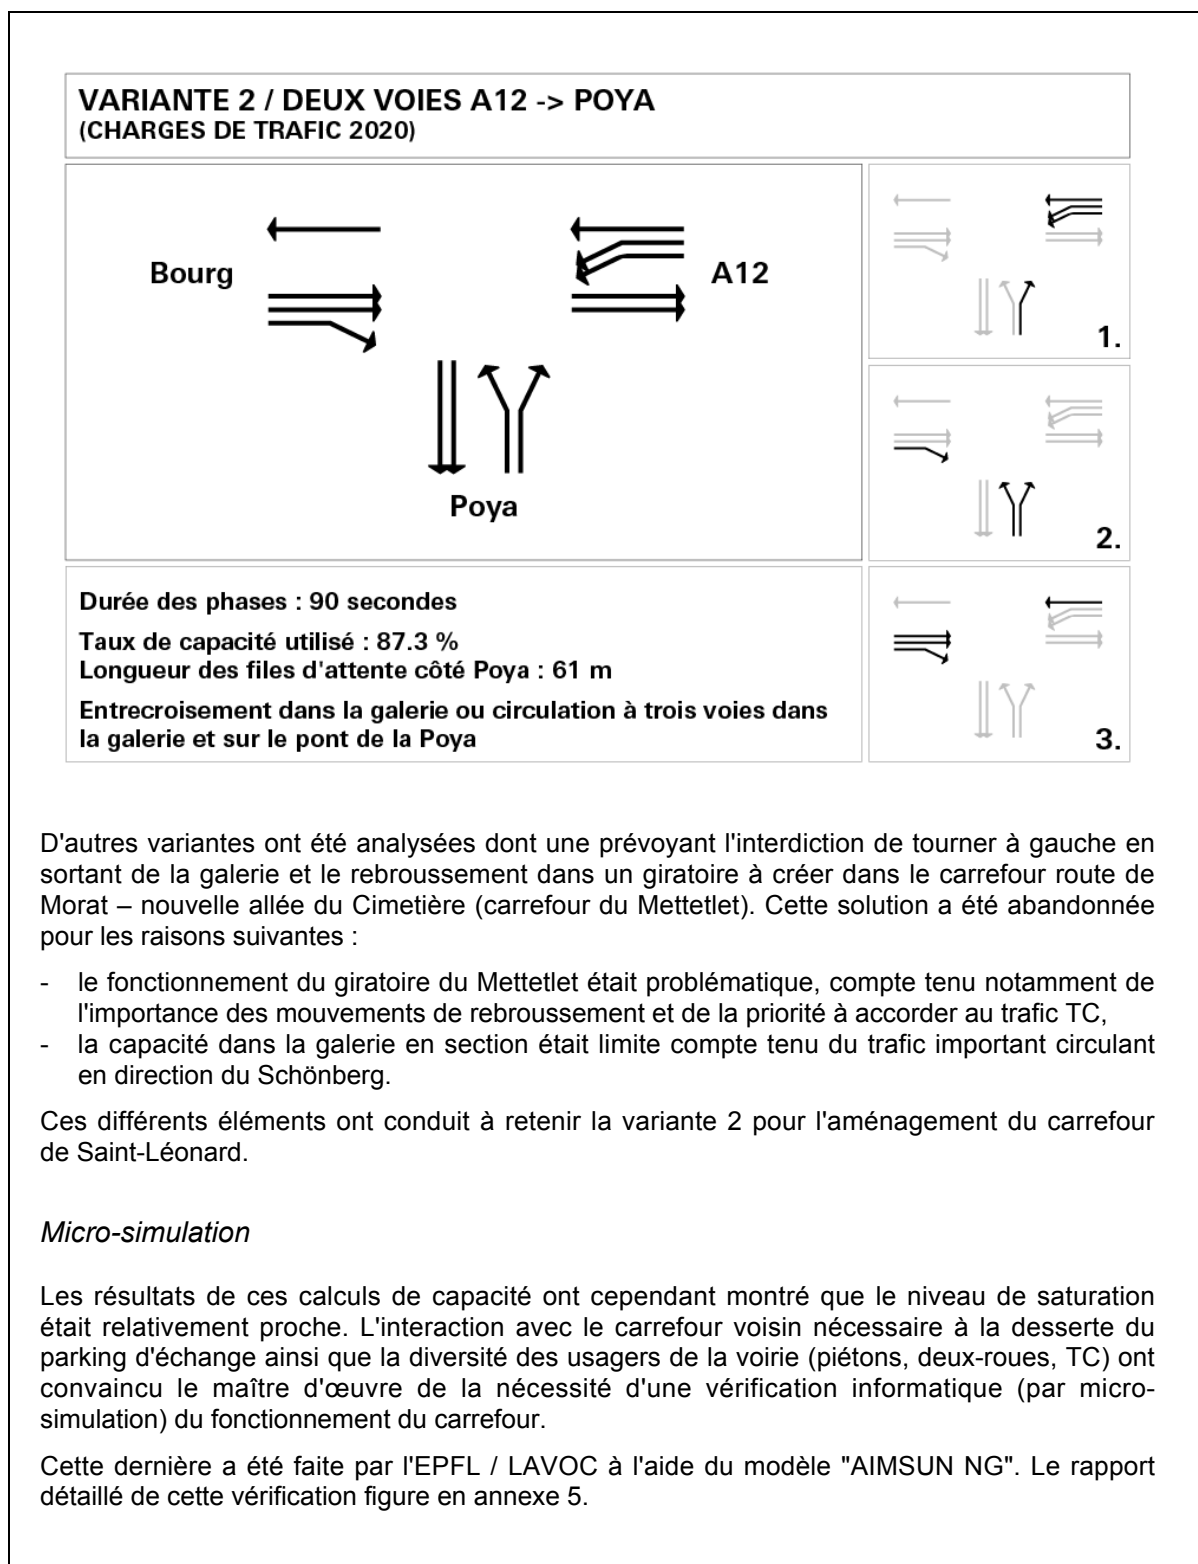 VARIANTE 2 / DEUX VOIES A12 -> POYA
(CHARGES DE TRAFIC 2020)
Bourg
A12
Poya
1.
2.
3.
Durée des phases : 90 secondes
Taux de capacité utilisé : 87.3 %
Longueur des files d'attente côté Poya : 61 m
Entrecroisement dans la galerie ou circulation à trois voies dans
la galerie et sur le pont de la Poya
D'autres variantes ont été analysées dont une prévoyant l'interdiction de tourner à gauche en
sortant de la galerie et le rebroussement dans un giratoire à créer dans le carrefour route de
Morat – nouvelle allée du Cimetière (carrefour du Mettetlet). Cette solution a été abandonnée
pour les raisons suivantes :
- le fonctionnement du giratoire du Mettetlet était problématique, compte tenu notamment de
l'importance des mouvements de rebroussement et de la priorité à accorder au trafic TC,
- la capacité dans la galerie en section était limite compte tenu du trafic important circulant
en direction du Schönberg.
Ces différents éléments ont conduit à retenir la variante 2 pour l'aménagement du carrefour
de Saint-Léonard.
Micro-simulation
Les résultats de ces calculs de capacité ont cependant montré que le niveau de saturation
était relativement proche. L'interaction avec le carrefour voisin nécessaire à la desserte du
parking d'échange ainsi que la diversité des usagers de la voirie (piétons, deux-roues, TC) ont
convaincu le maître d'œuvre de la nécessité d'une vérification informatique (par micro-
simulation) du fonctionnement du carrefour.
Cette dernière a été faite par l'EPFL / LAVOC à l'aide du modèle "AIMSUN NG". Le rapport
détaillé de cette vérification figure en annexe 5.